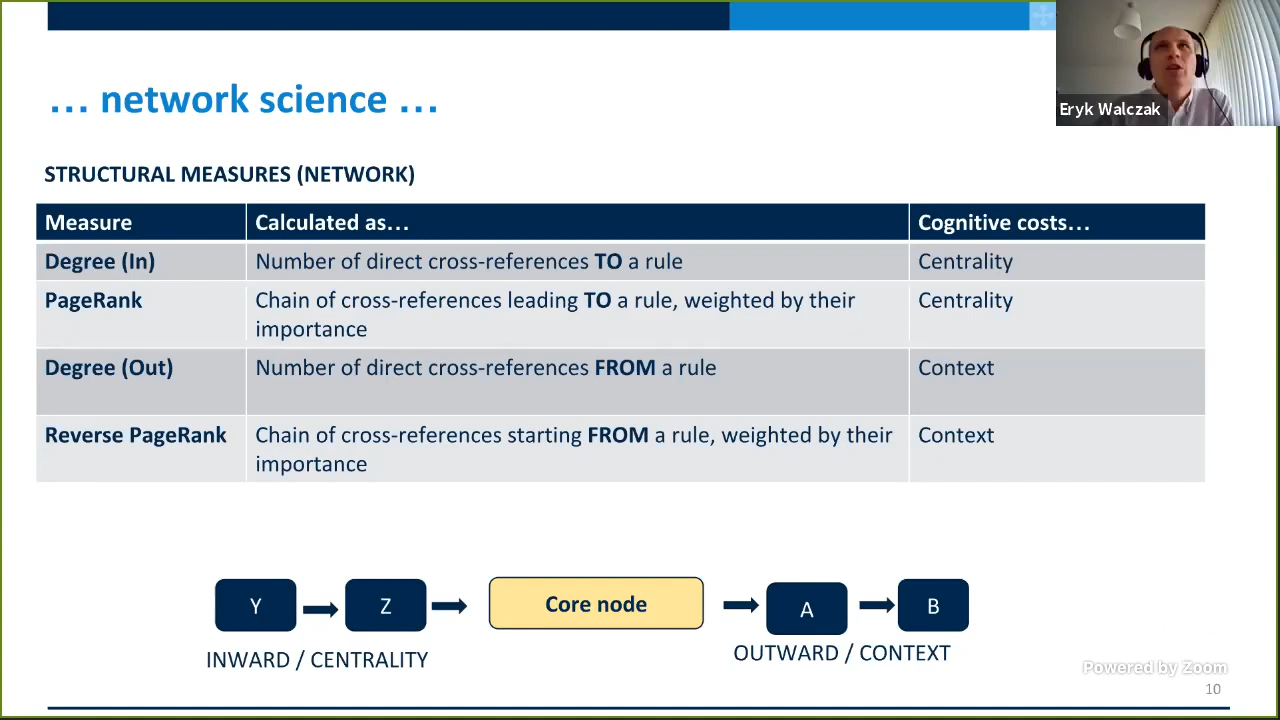 … network science …
Eryk Walczak
STRUCTURAL MEASURES (NETWORK)
Measure
Calculated as…
Cognitive costs…
Degree (In)
Number of direct cross-references TO a rule
Centrality
PageRank
Chain of cross-references leading TO a rule, weighted by their
importance
Centrality
Degree (Out)
Number of direct cross-references FROM a rule
Context
Reverse PageRank
Chain of cross-references starting FROM a rule, weighted by their
importance
Context
Y
Z
Core node
A
B
INWARD / CENTRALITY
OUTWARD / CONTEXT
Powered by Zoom
10